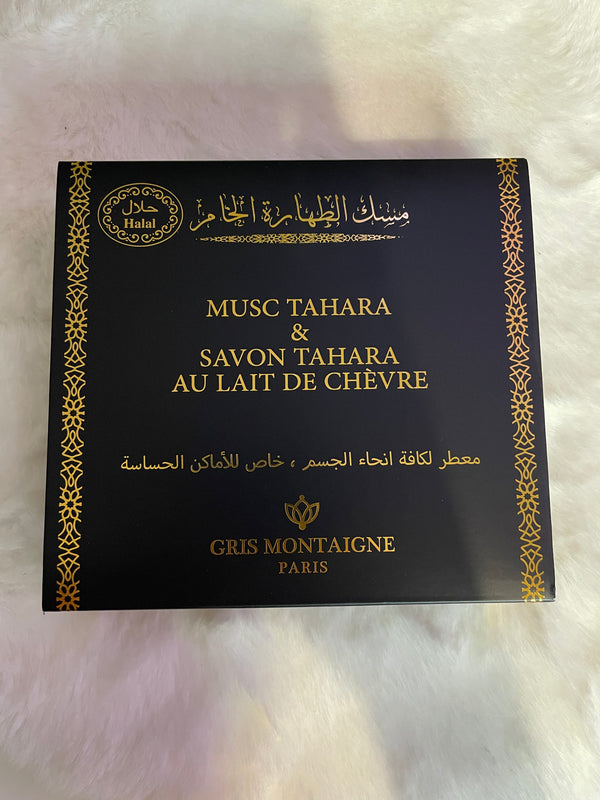 حلال
Halal
مسك الطهارة الخام
MUSC TAHARA
&
SAVON TAHARA
AU LAIT DE CHÈVRE
معطر لكافة انحاء الجسم ، خاص للأماكن الحساسة
GRIS MONTAIGNE
PARIS